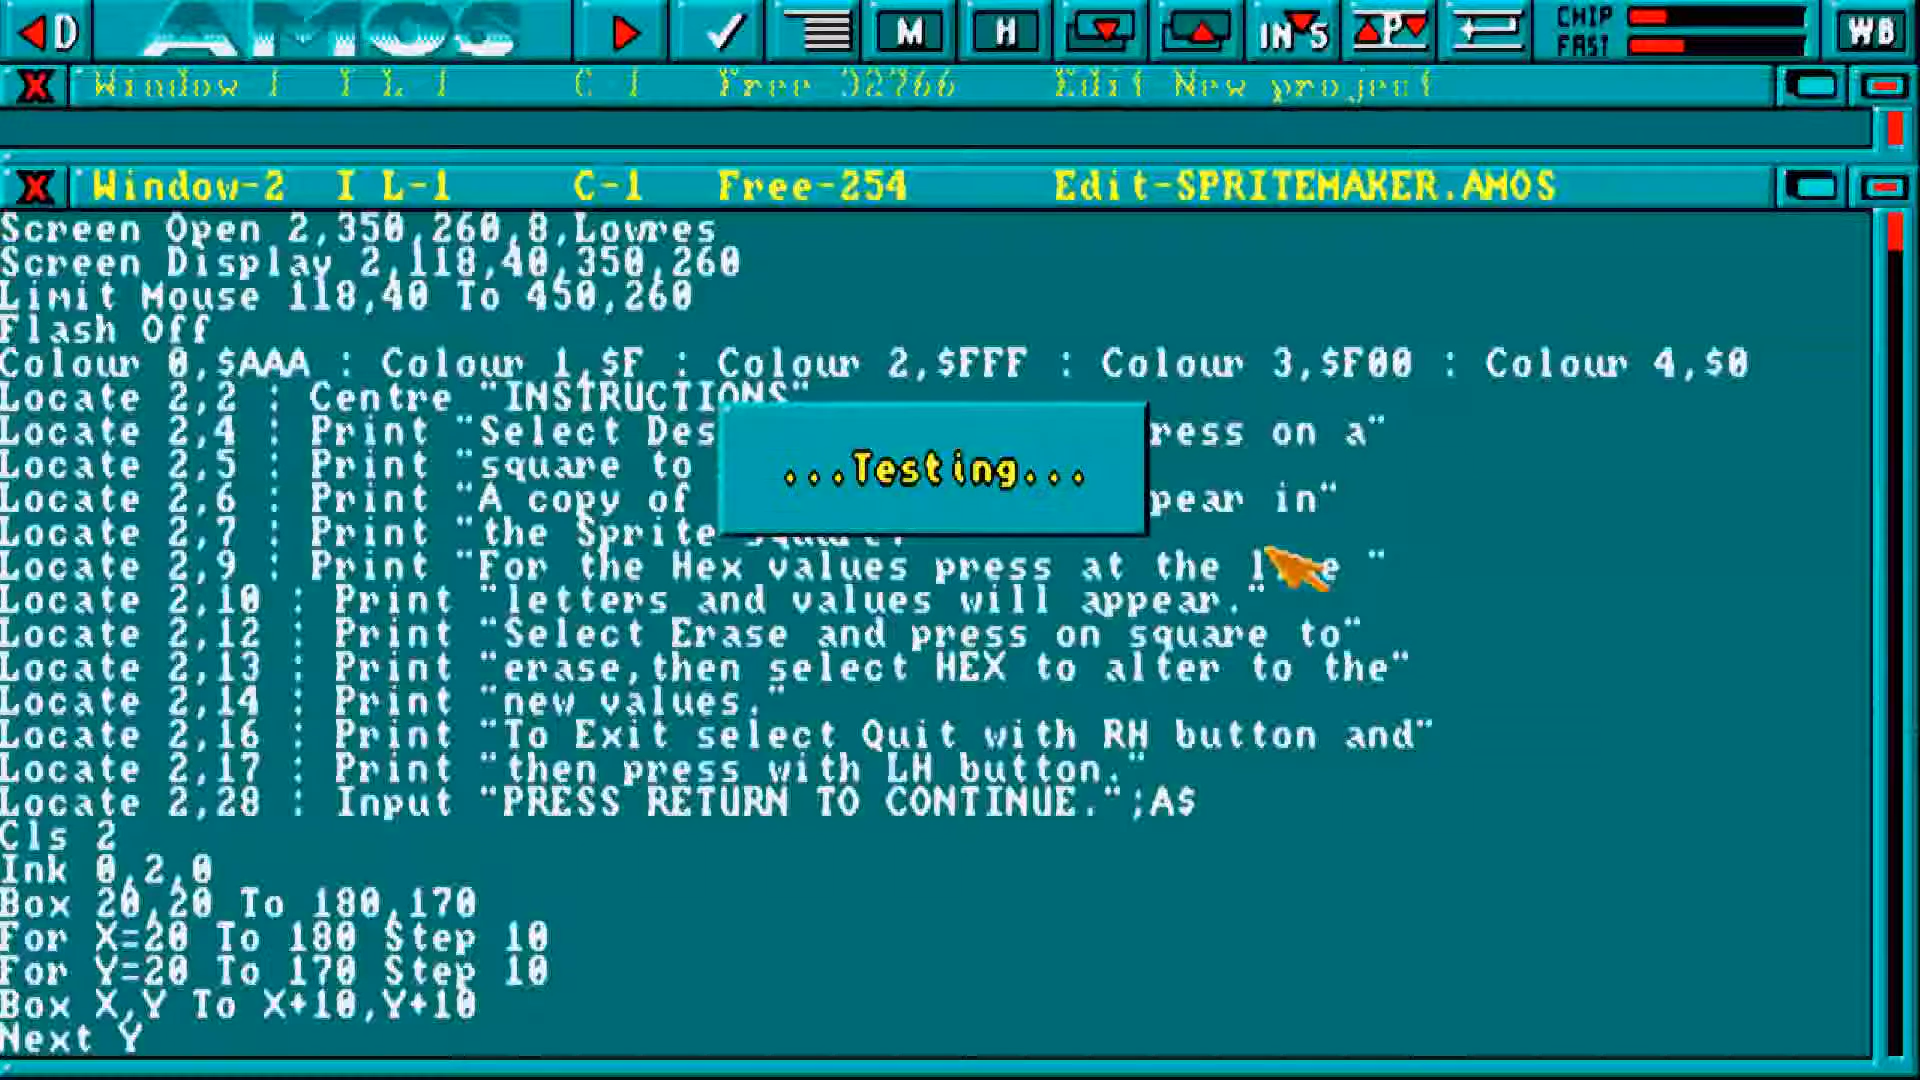 D AMOS M H INS P CHIP WB
FAST
Window 1 I L 1 C 1 Free 32766 Edit New project
X Window-2 I L-1 C-1 Free-254 Edit-SPRITEMAKER.AMOS
Screen Open 2,350,260,8,Lowres
Screen Display 2,118,40,350,260
Limit Mouse 118,40 To 450,260
Flash Off
Colour 0,$AAA : Colour 1,$F : Colour 2,$FFF : Colour 3,$F00 : Colour 4,$0
Locate 2,2 : Centre "INSTRUCTIONS"
Locate 2,4 : Print "Select Des ress on a"
Locate 2,5 : Print "square to
...Testing...
Locate 2,6 : Print "A copy of pear in"
Locate 2,7 : Print "the Sprite square."
Locate 2,9 : Print "For the Hex values press at the "
Locate 2,10 : Print "letters and values will appear."
Locate 2,12 : Print "Select Erase and press on square to"
Locate 2,13 : Print "erase,then select HEX to alter to the"
Locate 2,14 : Print "new values."
Locate 2,16 : Print "To Exit select Quit with RH button and"
Locate 2,17 : Print "then press with LH button."
Locate 2,28 : Input "PRESS RETURN TO CONTINUE.";A$
Cls 2
Ink 0,2,0
Box 20,20 To 180,170
For X=20 To 180 Step 10
For Y=20 To 170 Step 10
Box X,Y To X+10,Y+10
Next Y